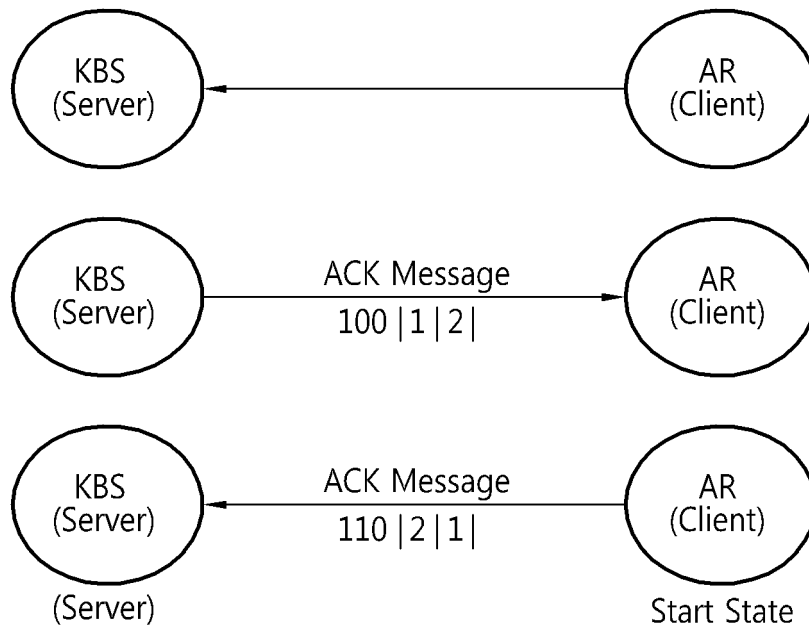 KBS
(Server)
AR
(Client)
KBS
(Server)
ACK Message
100 |1|2|
AR
(Client)
KBS
(Server)
ACK Message
110 |2|1|
AR
(Client)
(Server)
Start State